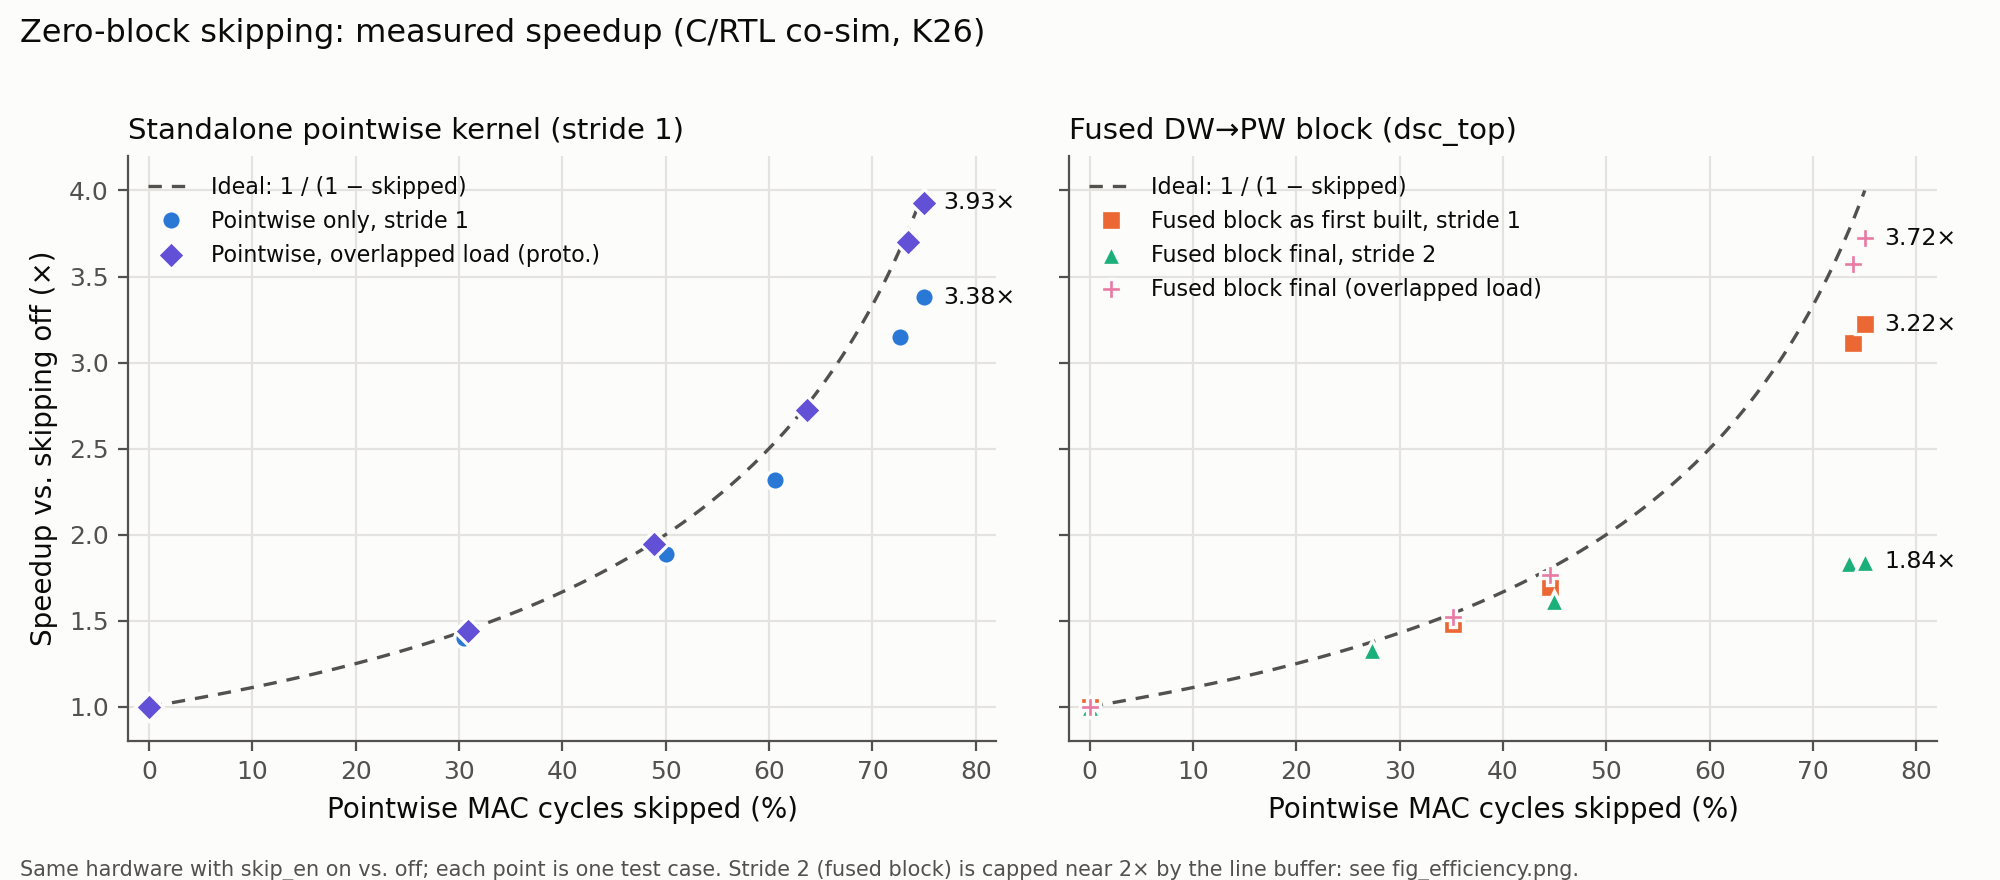 Zero-block skipping: measured speedup (C/RTL co-sim, K26)
Standalone pointwise kernel (stride 1)
Ideal: 1 / (1 − skipped)
Pointwise only, stride 1
Pointwise, overlapped load (proto.)
3.93×
3.38×
4.0
3.5
3.0
2.5
2.0
1.5
1.0
Speedup vs. skipping off (×)
0 10 20 30 40 50 60 70 80
Pointwise MAC cycles skipped (%)
Fused DW→PW block (dsc_top)
Ideal: 1 / (1 − skipped)
Fused block as first built, stride 1
Fused block final, stride 2
Fused block final (overlapped load)
3.72×
3.22×
1.84×
0 10 20 30 40 50 60 70 80
Pointwise MAC cycles skipped (%)
Same hardware with skip_en on vs. off; each point is one test case. Stride 2 (fused block) is capped near 2× by the line buffer: see fig_efficiency.png.